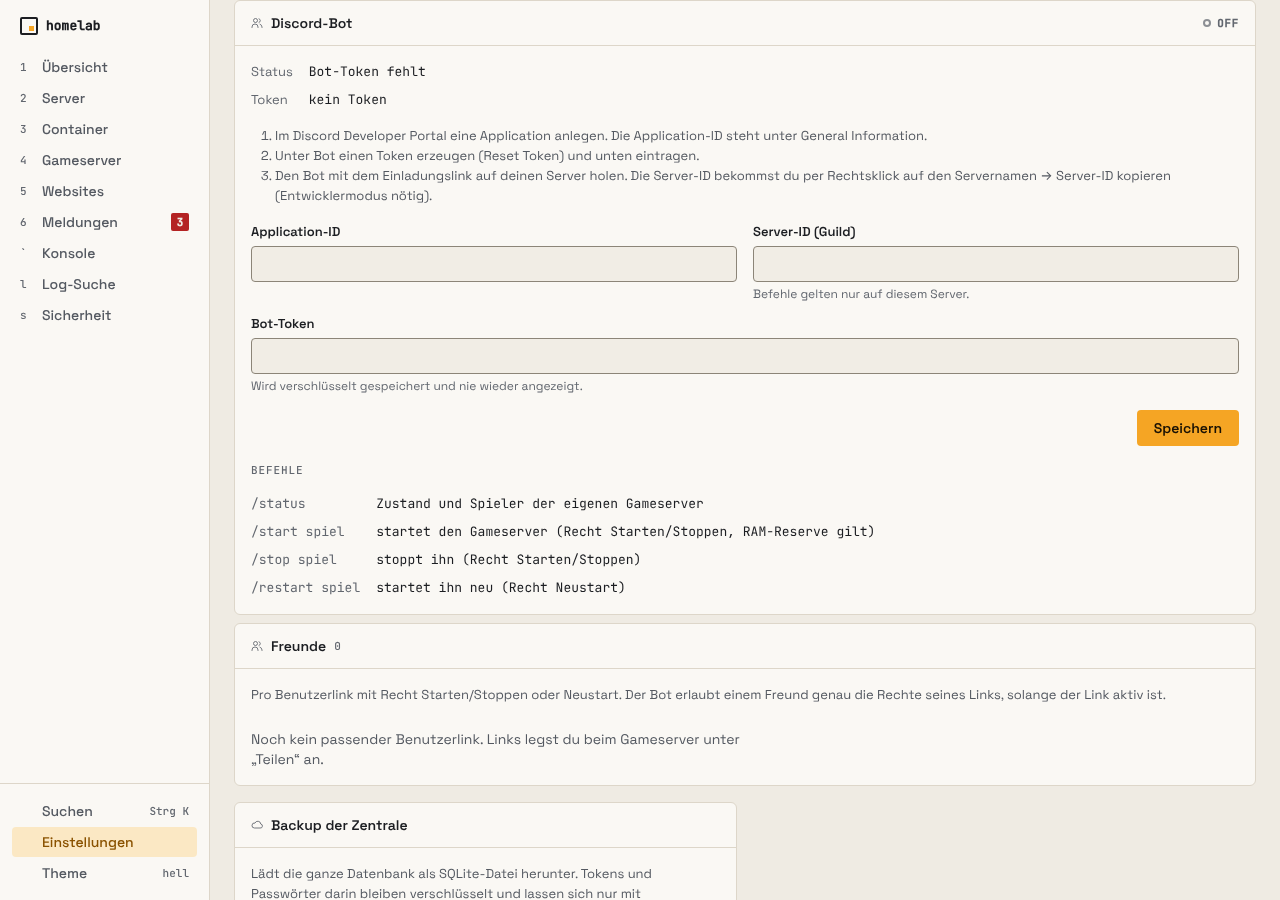 homelab
1 Übersicht
2 Server
3 Container
4 Gameserver
5 Websites
6 Meldungen 3
` Konsole
l Log-Suche
s Sicherheit
Suchen Strg K
Einstellungen
Theme hell
Discord-Bot OFF
Status Bot-Token fehlt
Token kein Token
1. Im Discord Developer Portal eine Application anlegen. Die Application-ID steht unter General Information.
2. Unter Bot einen Token erzeugen (Reset Token) und unten eintragen.
3. Den Bot mit dem Einladungslink auf deinen Server holen. Die Server-ID bekommst du per Rechtsklick auf den Servernamen → Server-ID kopieren
(Entwicklermodus nötig).
Application-ID Server-ID (Guild)
Befehle gelten nur auf diesem Server.
Bot-Token
Wird verschlüsselt gespeichert und nie wieder angezeigt.
Speichern
BEFEHLE
/status Zustand und Spieler der eigenen Gameserver
/start spiel startet den Gameserver (Recht Starten/Stoppen, RAM-Reserve gilt)
/stop spiel stoppt ihn (Recht Starten/Stoppen)
/restart spiel startet ihn neu (Recht Neustart)
Freunde 0
Pro Benutzerlink mit Recht Starten/Stoppen oder Neustart. Der Bot erlaubt einem Freund genau die Rechte seines Links, solange der Link aktiv ist.
Noch kein passender Benutzerlink. Links legst du beim Gameserver unter
„Teilen“ an.
Backup der Zentrale
Lädt die ganze Datenbank als SQLite-Datei herunter. Tokens und
Passwörter darin bleiben verschlüsselt und lassen sich nur mit